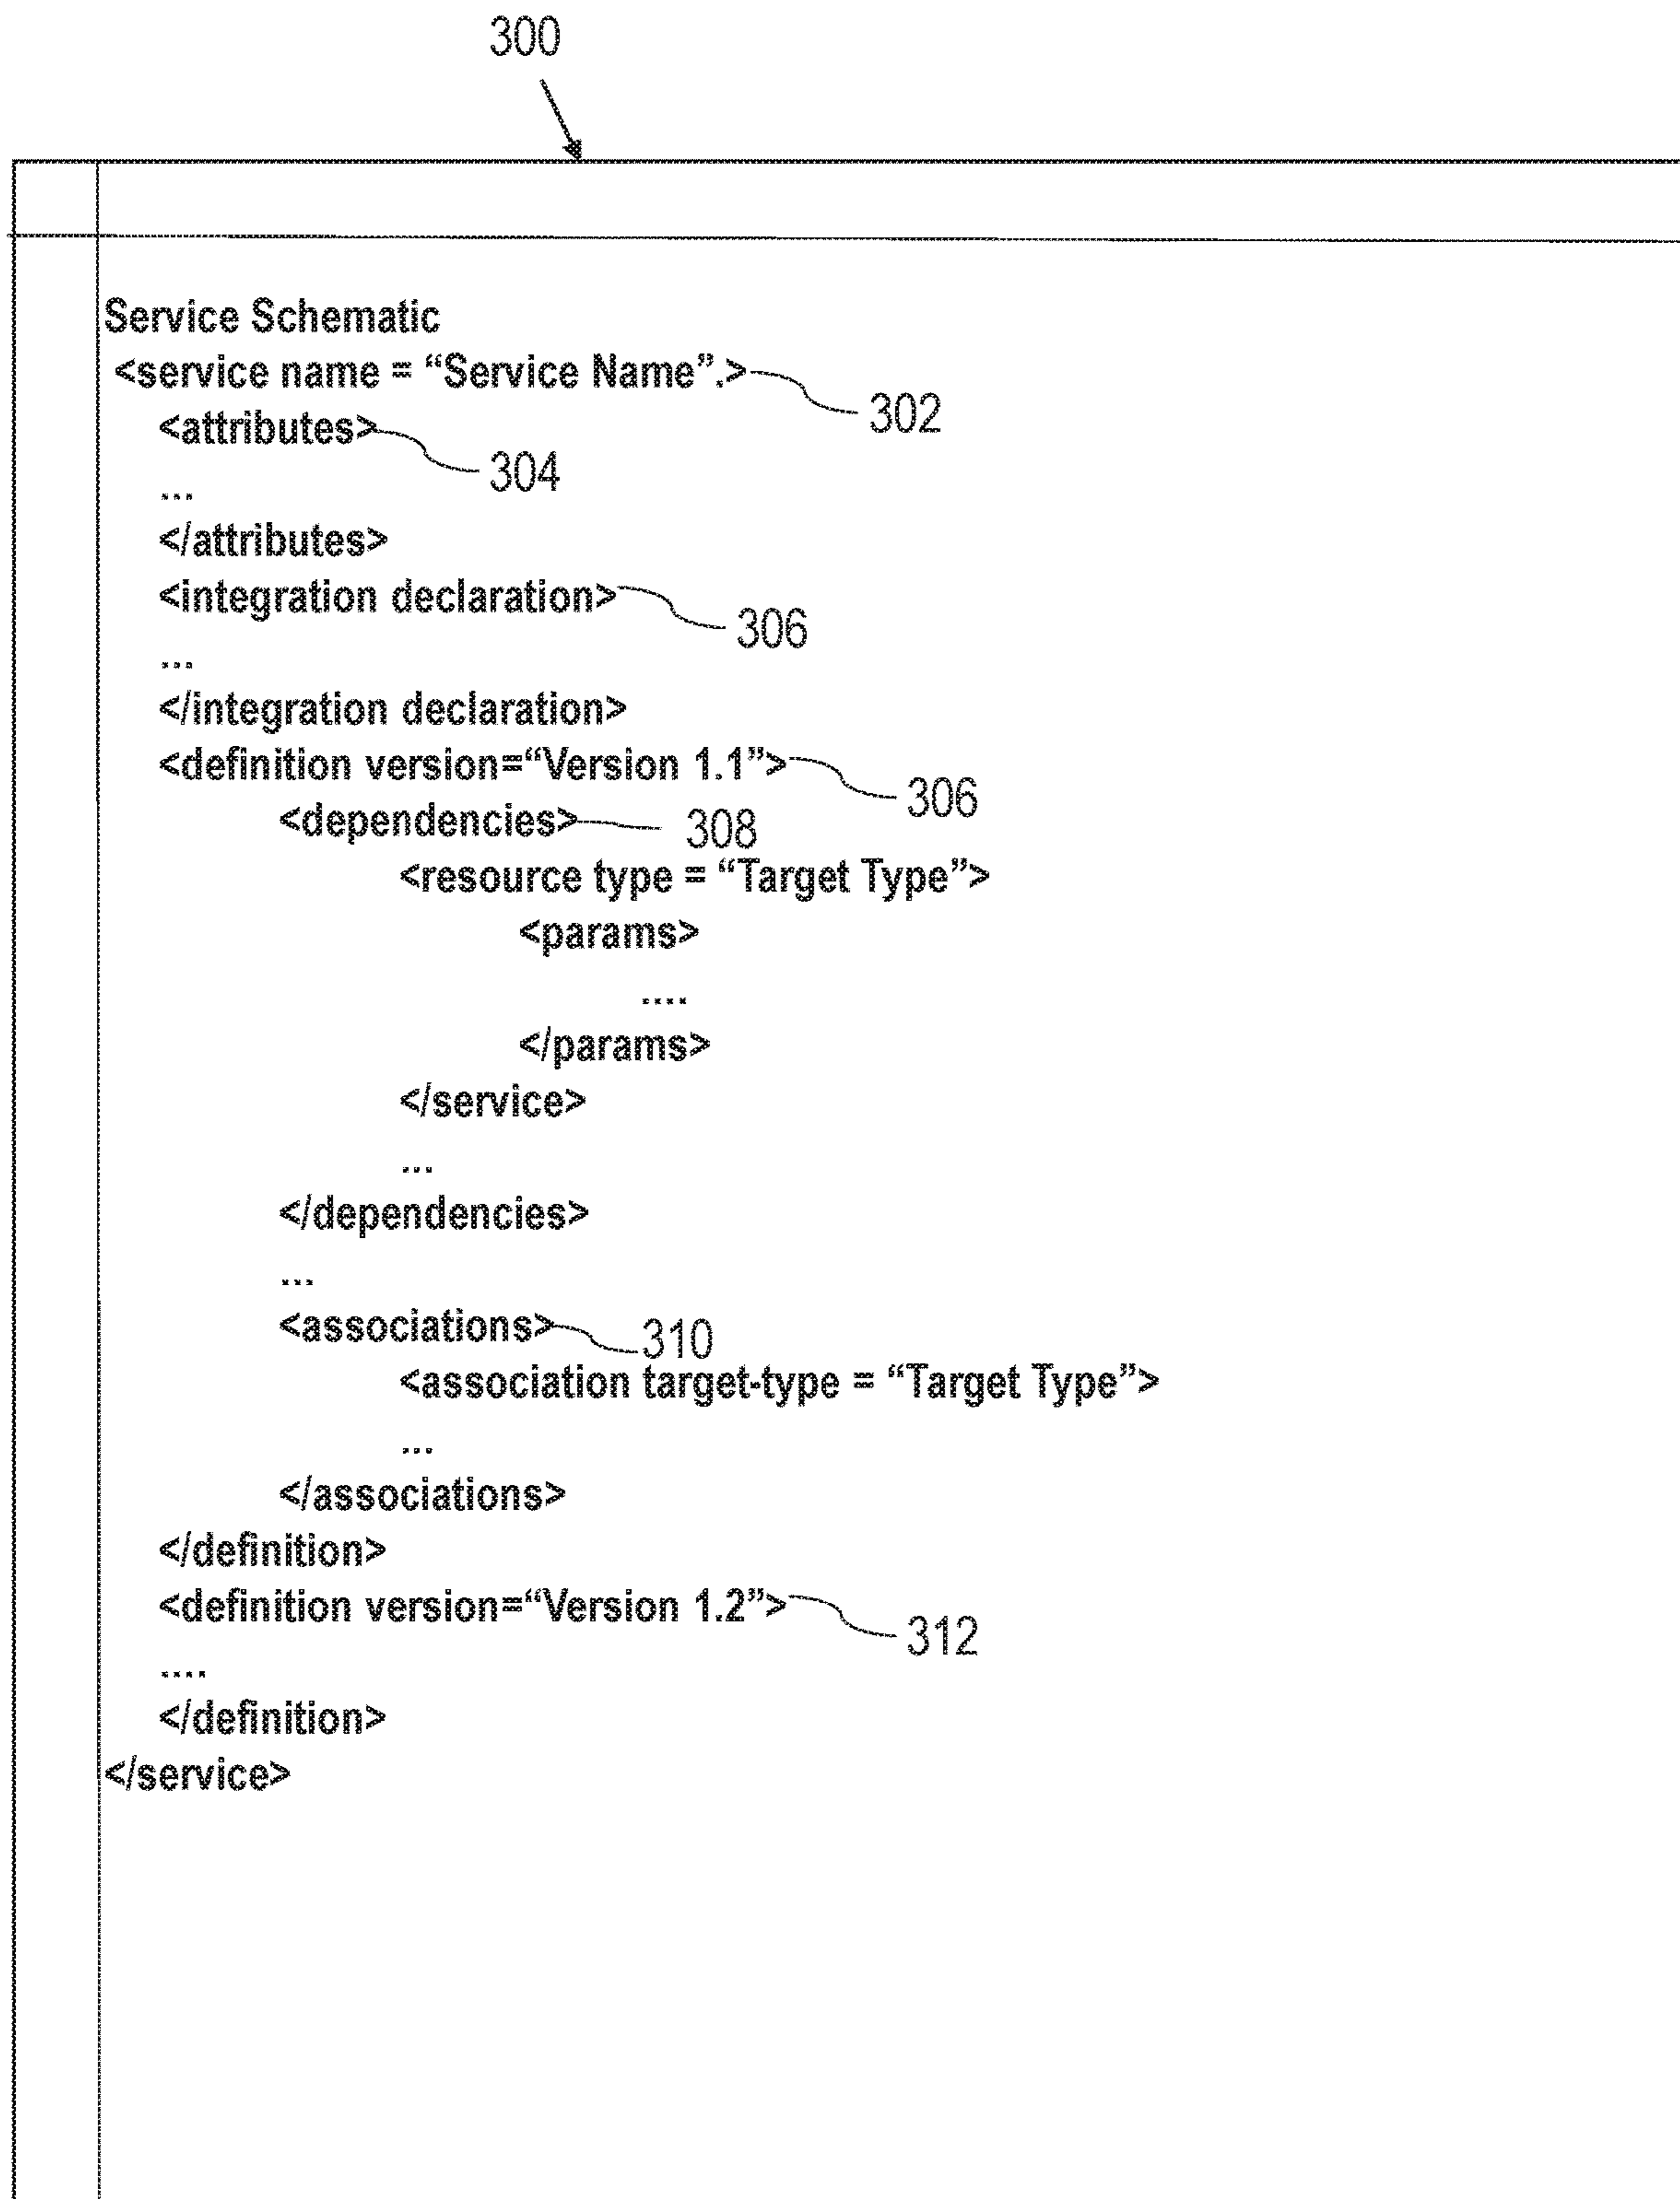 300
Service Schematic
<service name = “Service Name”.>
302
<attributes>
304
...
</attributes>
<integration declaration>
306
...
</integration declaration>
<definition version=“Version 1.1”>
306
<dependencies>
308
<resource type = “Target Type”>
<params>
....
</params>
</service>
...
</dependencies>
...
<associations>
310
<association target-type = “Target Type”>
...
</associations>
</definition>
<definition version=“Version 1.2”>
312
....
</definition>
</service>